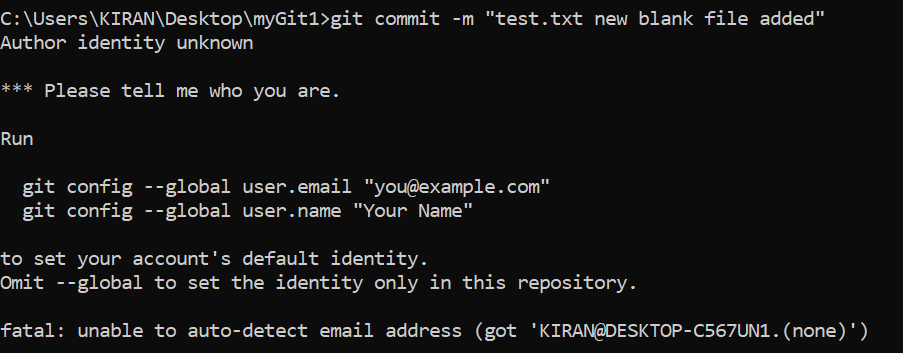 C:\Users\KIRAN\Desktop\myGit1>git commit -m "test.txt new blank file added"
Author identity unknown

*** Please tell me who you are.

Run

  git config --global user.email "you@example.com"
  git config --global user.name "Your Name"

to set your account's default identity.
Omit --global to set the identity only in this repository.

fatal: unable to auto-detect email address (got 'KIRAN@DESKTOP-C567UN1.(none)')